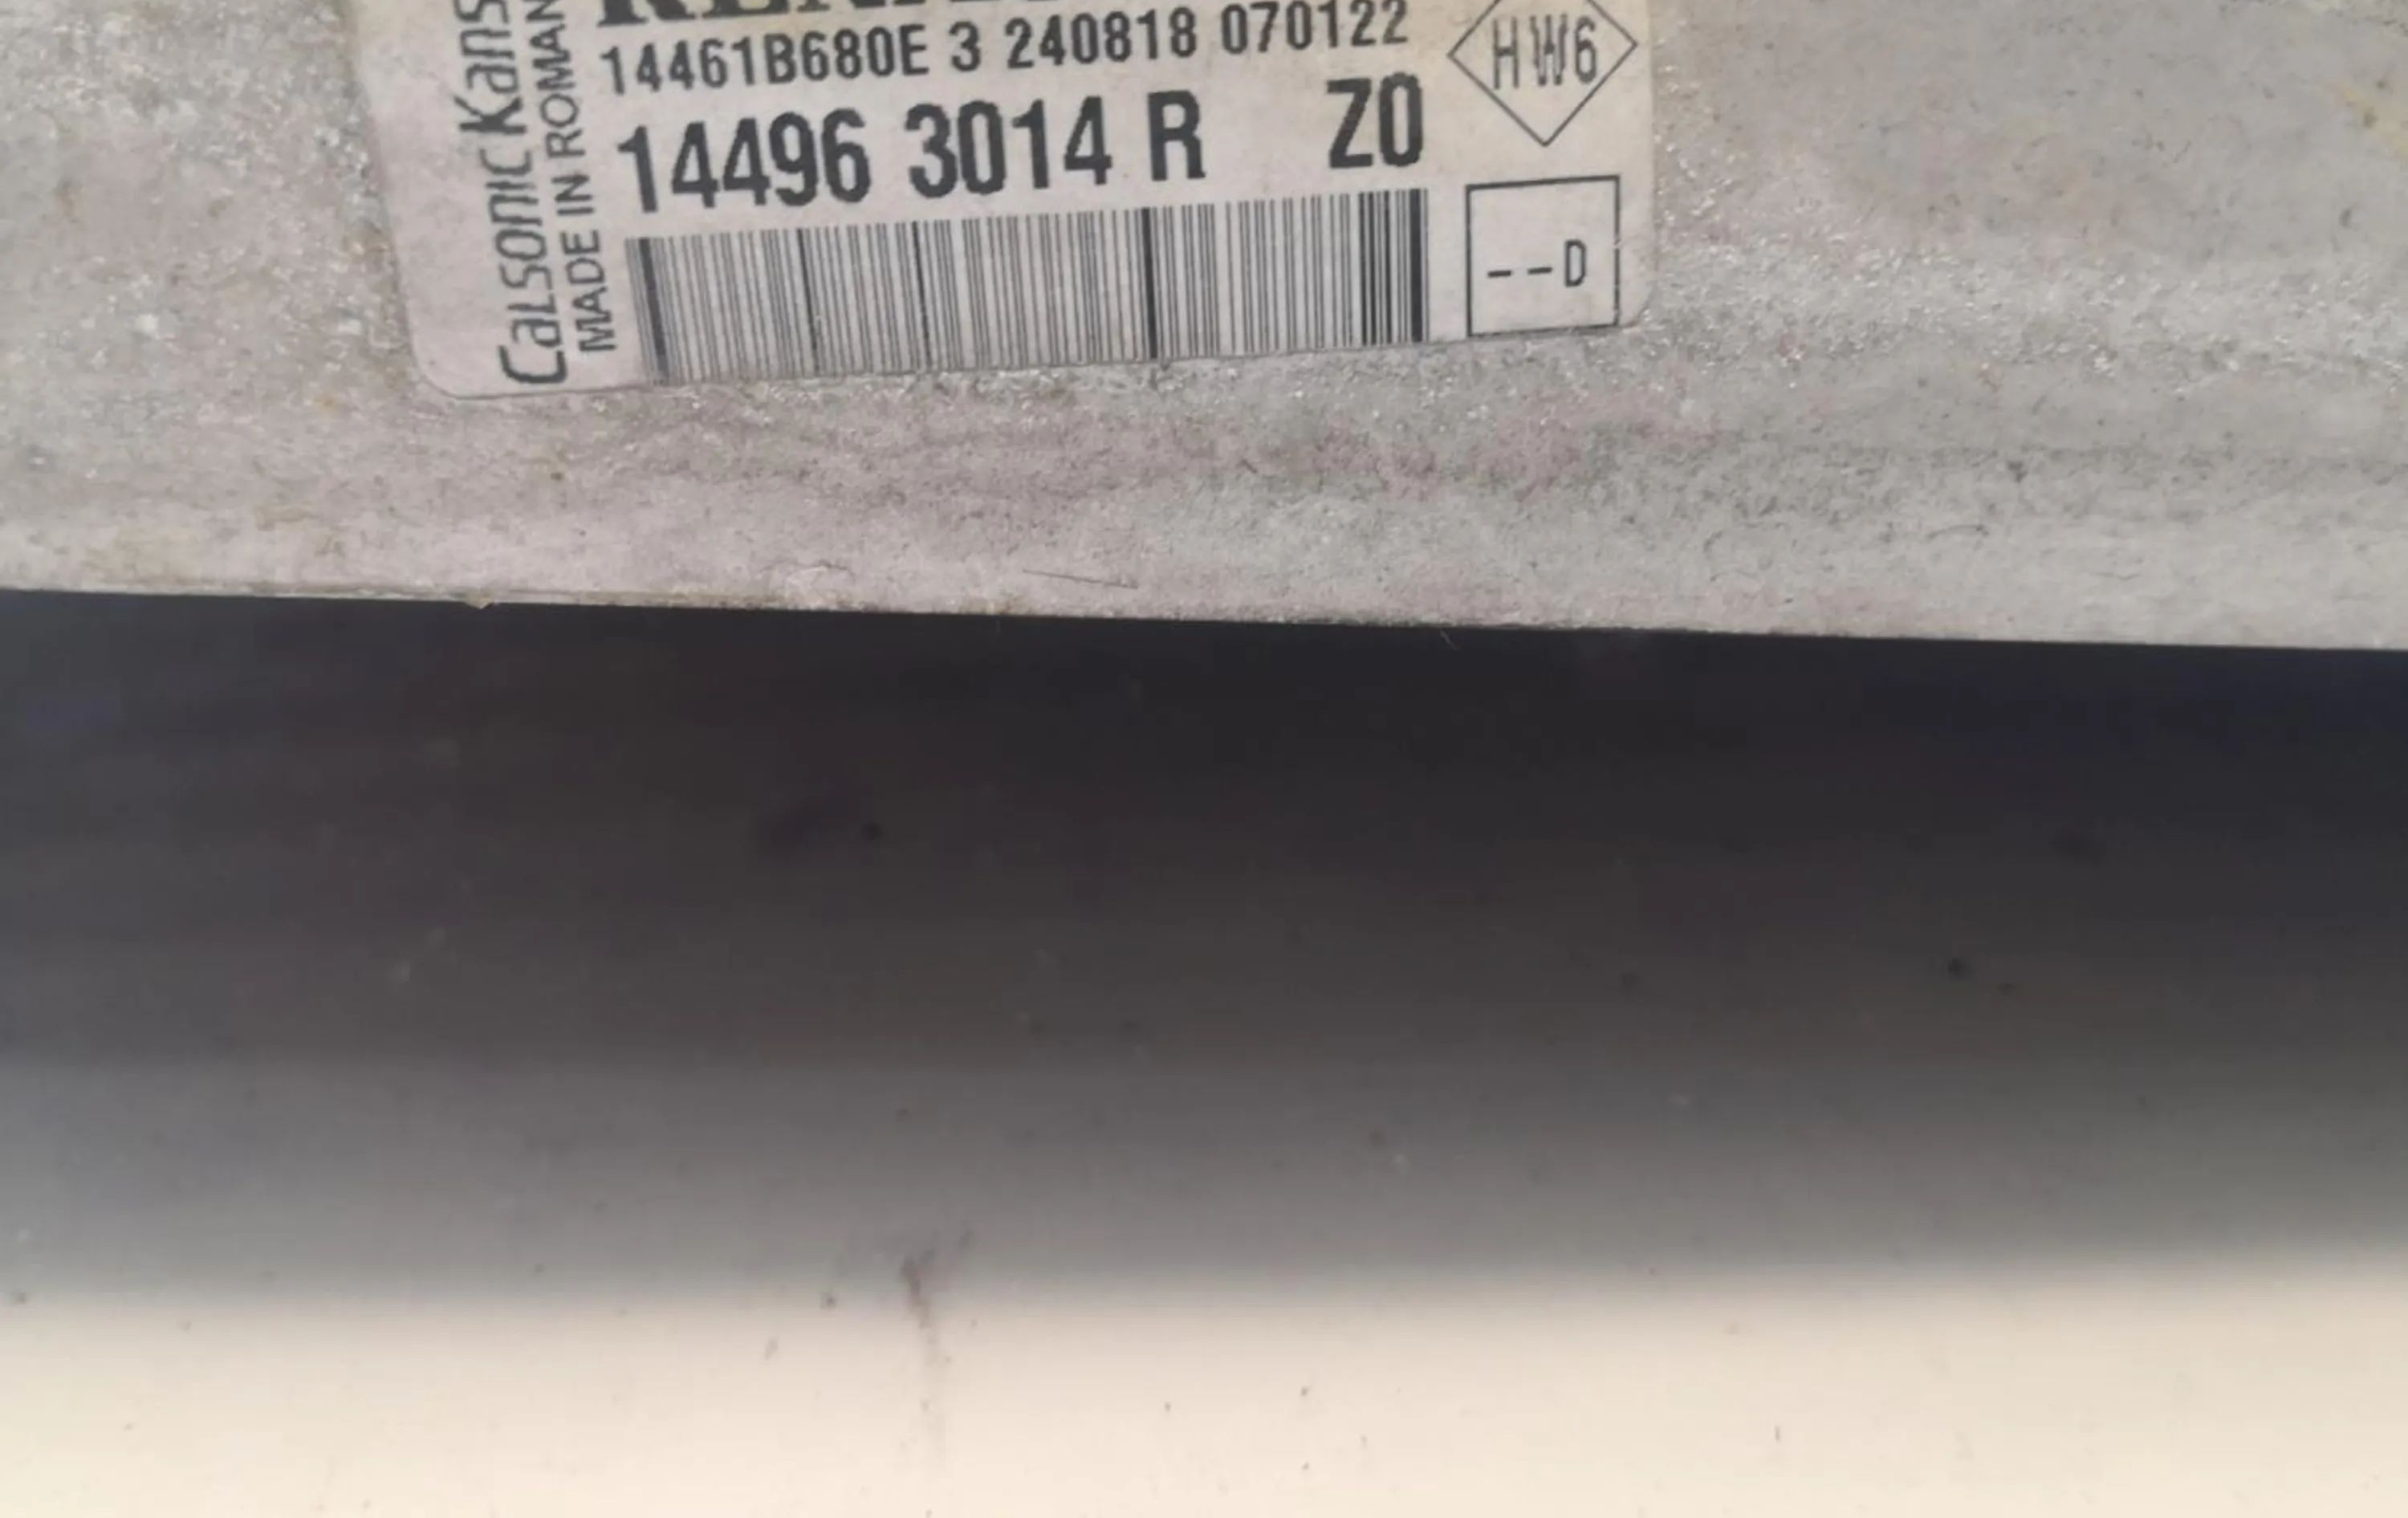 14461B680E 3 240818 070122
14496 3014 R Z0
HW6
--D
Calsonic Kans
MADE IN ROMAN